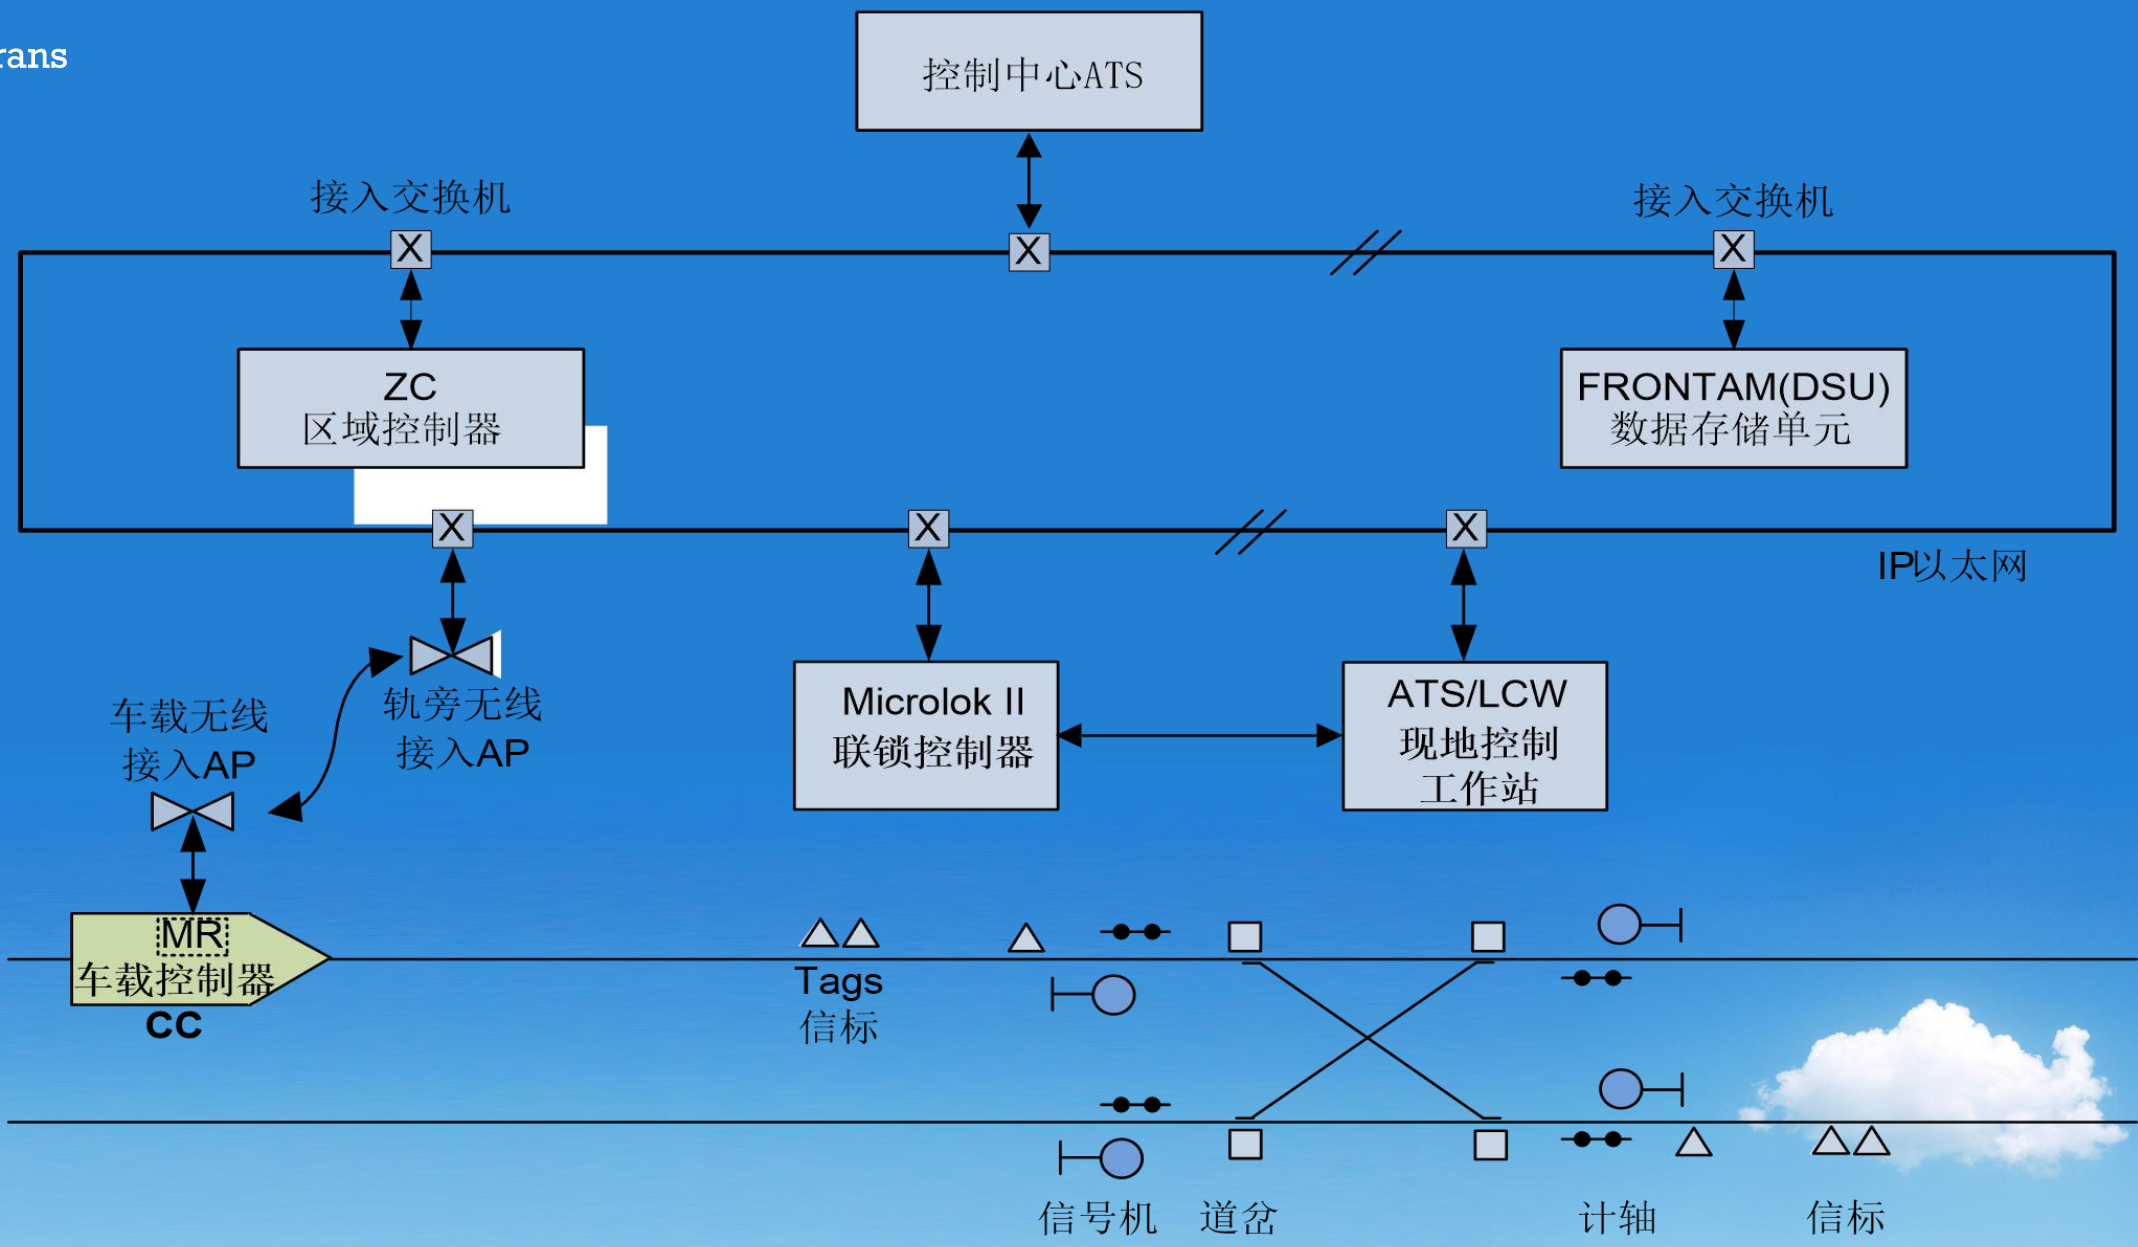 rans
控制中心ATS
接入交换机
接入交换机
X
X
X
ZC
区域控制器
FRONTAM(DSU)
数据存储单元
X
X
X
IP以太网
车载无线
接入AP
轨旁无线
接入AP
Microlok II
联锁控制器
ATS/LCW
现地控制
工作站
MR
车载控制器
CC
Tags
信标
信号机
道岔
计轴
信标